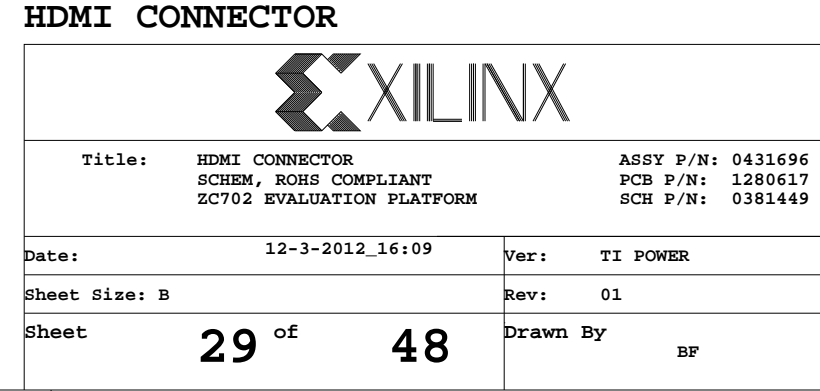 HDMI CONNECTOR
XILINX
Title: HDMI CONNECTOR ASSY P/N: 0431696
SCHEM, ROHS COMPLIANT PCB P/N: 1280617
ZC702 EVALUATION PLATFORM SCH P/N: 0381449
Date: 12-3-2012_16:09 Ver: TI POWER
Sheet Size: B Rev: 01
Sheet 29 of 48 Drawn By
BF